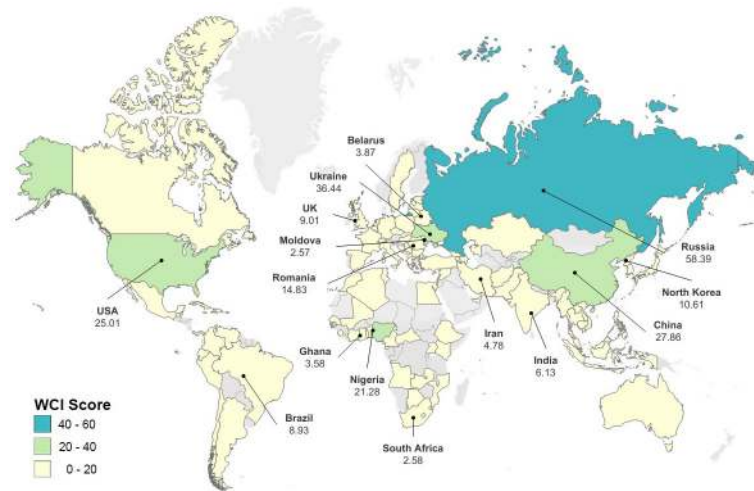 Belarus
3.87
Ukraine
36.44
UK
9.01
Moldova
2.57
Romania
14.83
Russia
58.39
North Korea
10.61
USA
25.01
China
27.86
Iran
4.78
India
6.13
Ghana
3.58
Nigeria
21.28
Brazil
8.93
South Africa
2.58
WCI Score
40 - 60
20 - 40
0 - 20